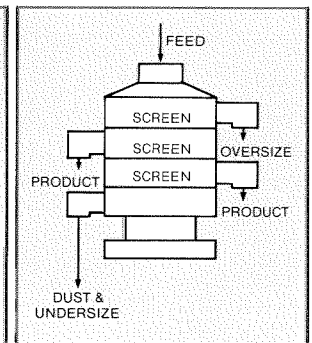 FEED
SCREEN
SCREEN
OVERSIZE
SCREEN
PRODUCT
PRODUCT
DUST &
UNDERSIZE